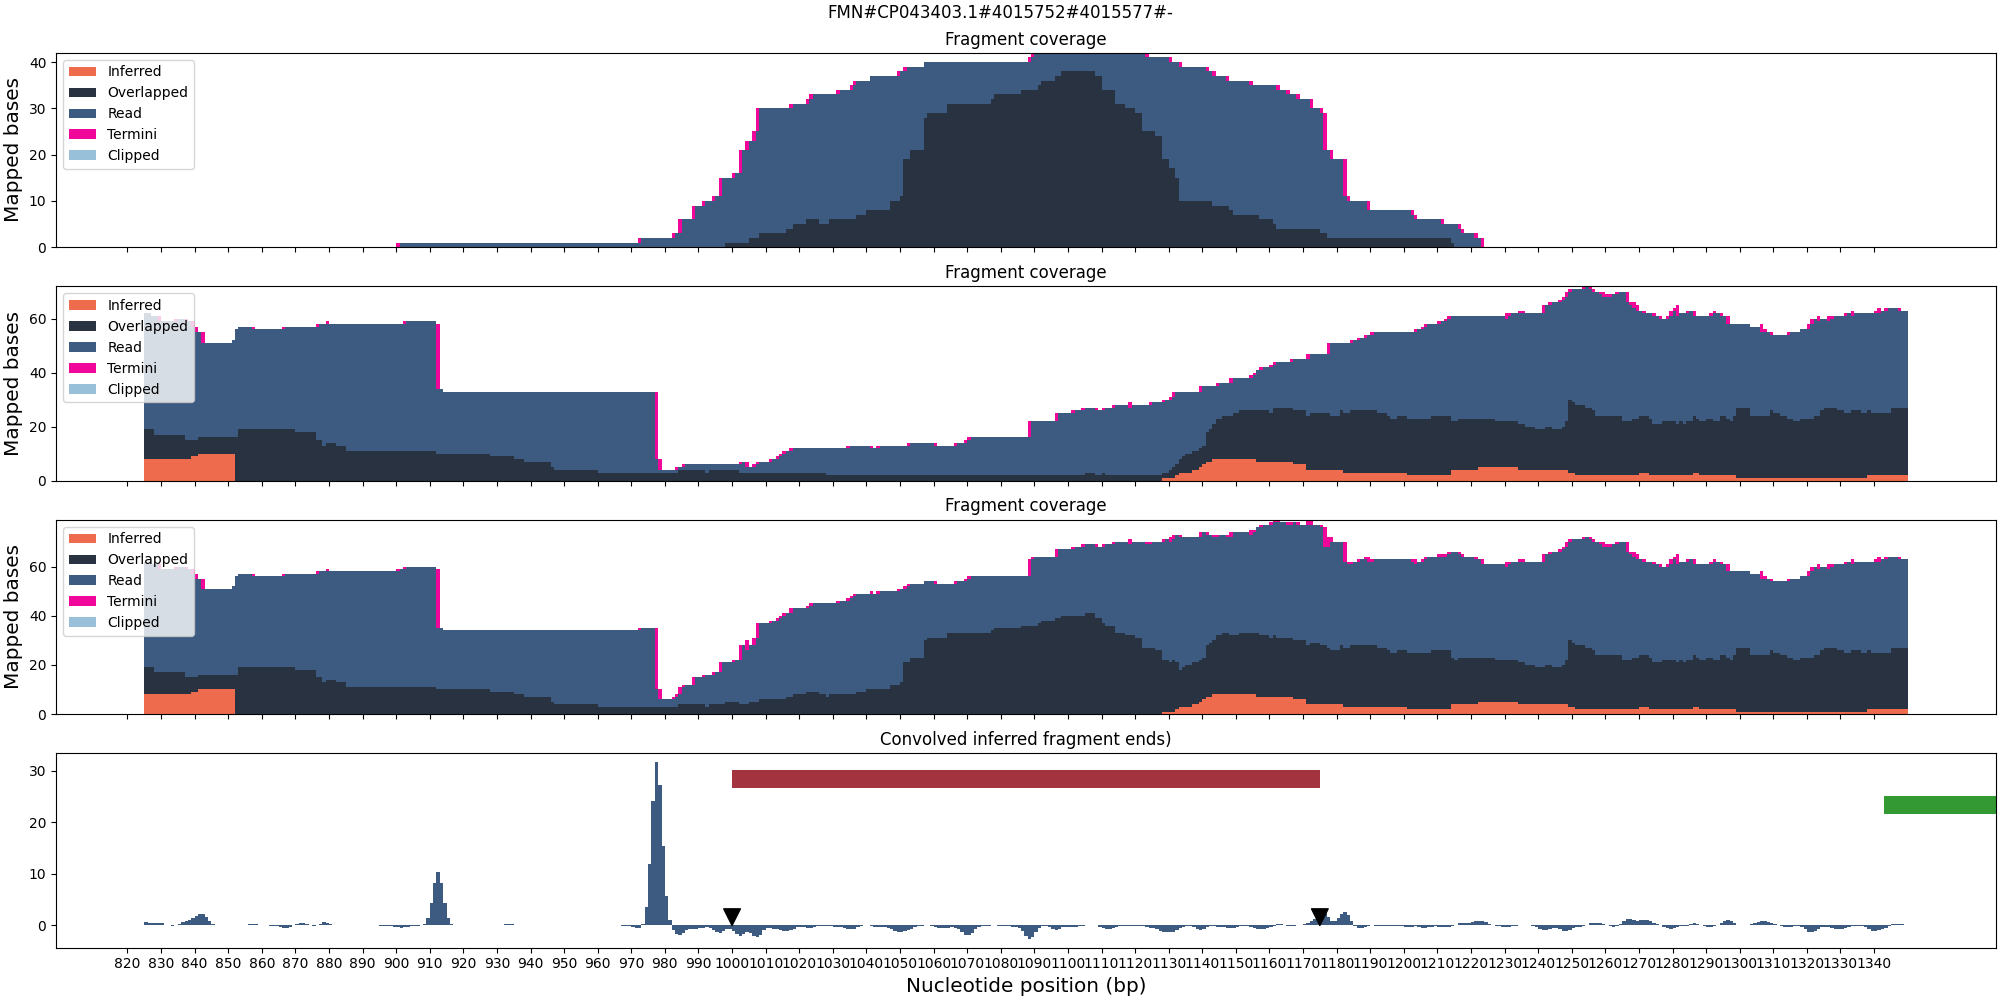 FMN#CP043403.1#4015752#4015577#-
Fragment coverage
Mapped bases
40
30
20
10
0
Inferred
Overlapped
Read
Termini
Clipped
Fragment coverage
Mapped bases
60
40
20
0
Inferred
Overlapped
Read
Termini
Clipped
Fragment coverage
Mapped bases
60
40
20
0
Inferred
Overlapped
Read
Termini
Clipped
Convolved inferred fragment ends)
30
20
10
0
820 830 840 850 860 870 880 890 900 910 920 930 940 950 960 970 980 990 1000 1010 1020 1030 1040 1050 1060 1070 1080 1090 1100 1110 1120 1130 1140 1150 1160 1170 1180 1190 1200 1210 1220 1230 1240 1250 1260 1270 1280 1290 1300 1310 1320 1330 1340
Nucleotide position (bp)